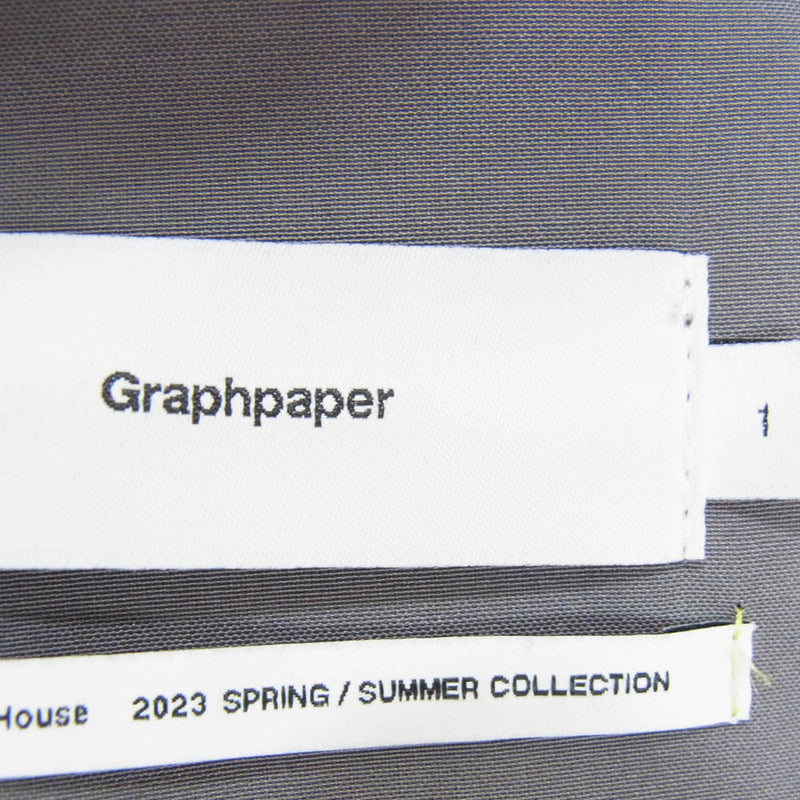 Graphpaper
1
House 2023 SPRING / SUMMER COLLECTION